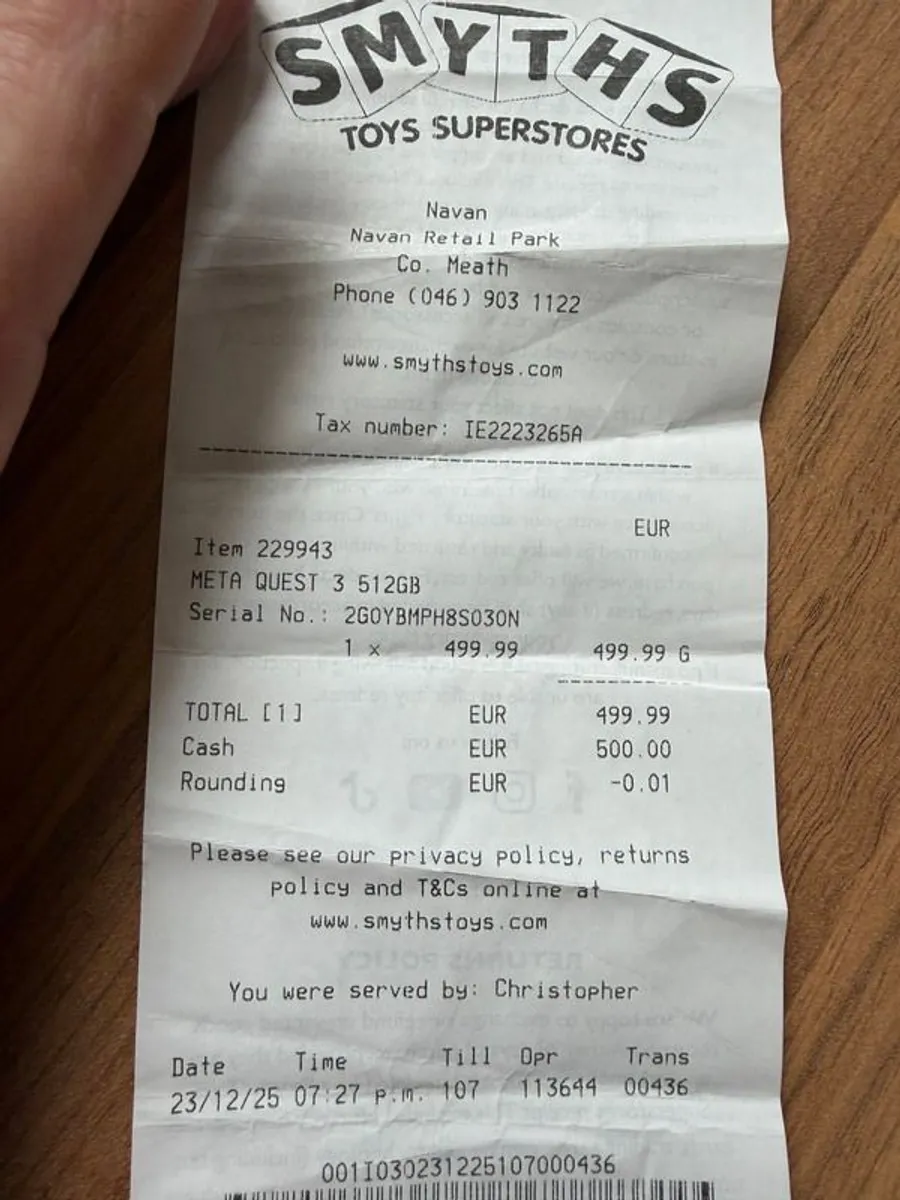 SMYTHS
TOYS SUPERSTORES
Navan
Navan Retail Park
Co. Meath
Phone (046) 903 1122
www.smythstoys.com
Tax number: IE2223265A
EUR
Item 229943
META QUEST 3 512GB
Serial No.: 2G0YBMPH8S030N
1 x 499.99 499.99 G
TOTAL [1] EUR 499.99
Cash EUR 500.00
Rounding EUR -0.01
Please see our privacy policy, returns
policy and T&Cs online at
www.smythstoys.com
You were served by: Christopher
Date Time Till Opr Trans
23/12/25 07:27 p.m. 107 113644 00436
001I030231225107000436